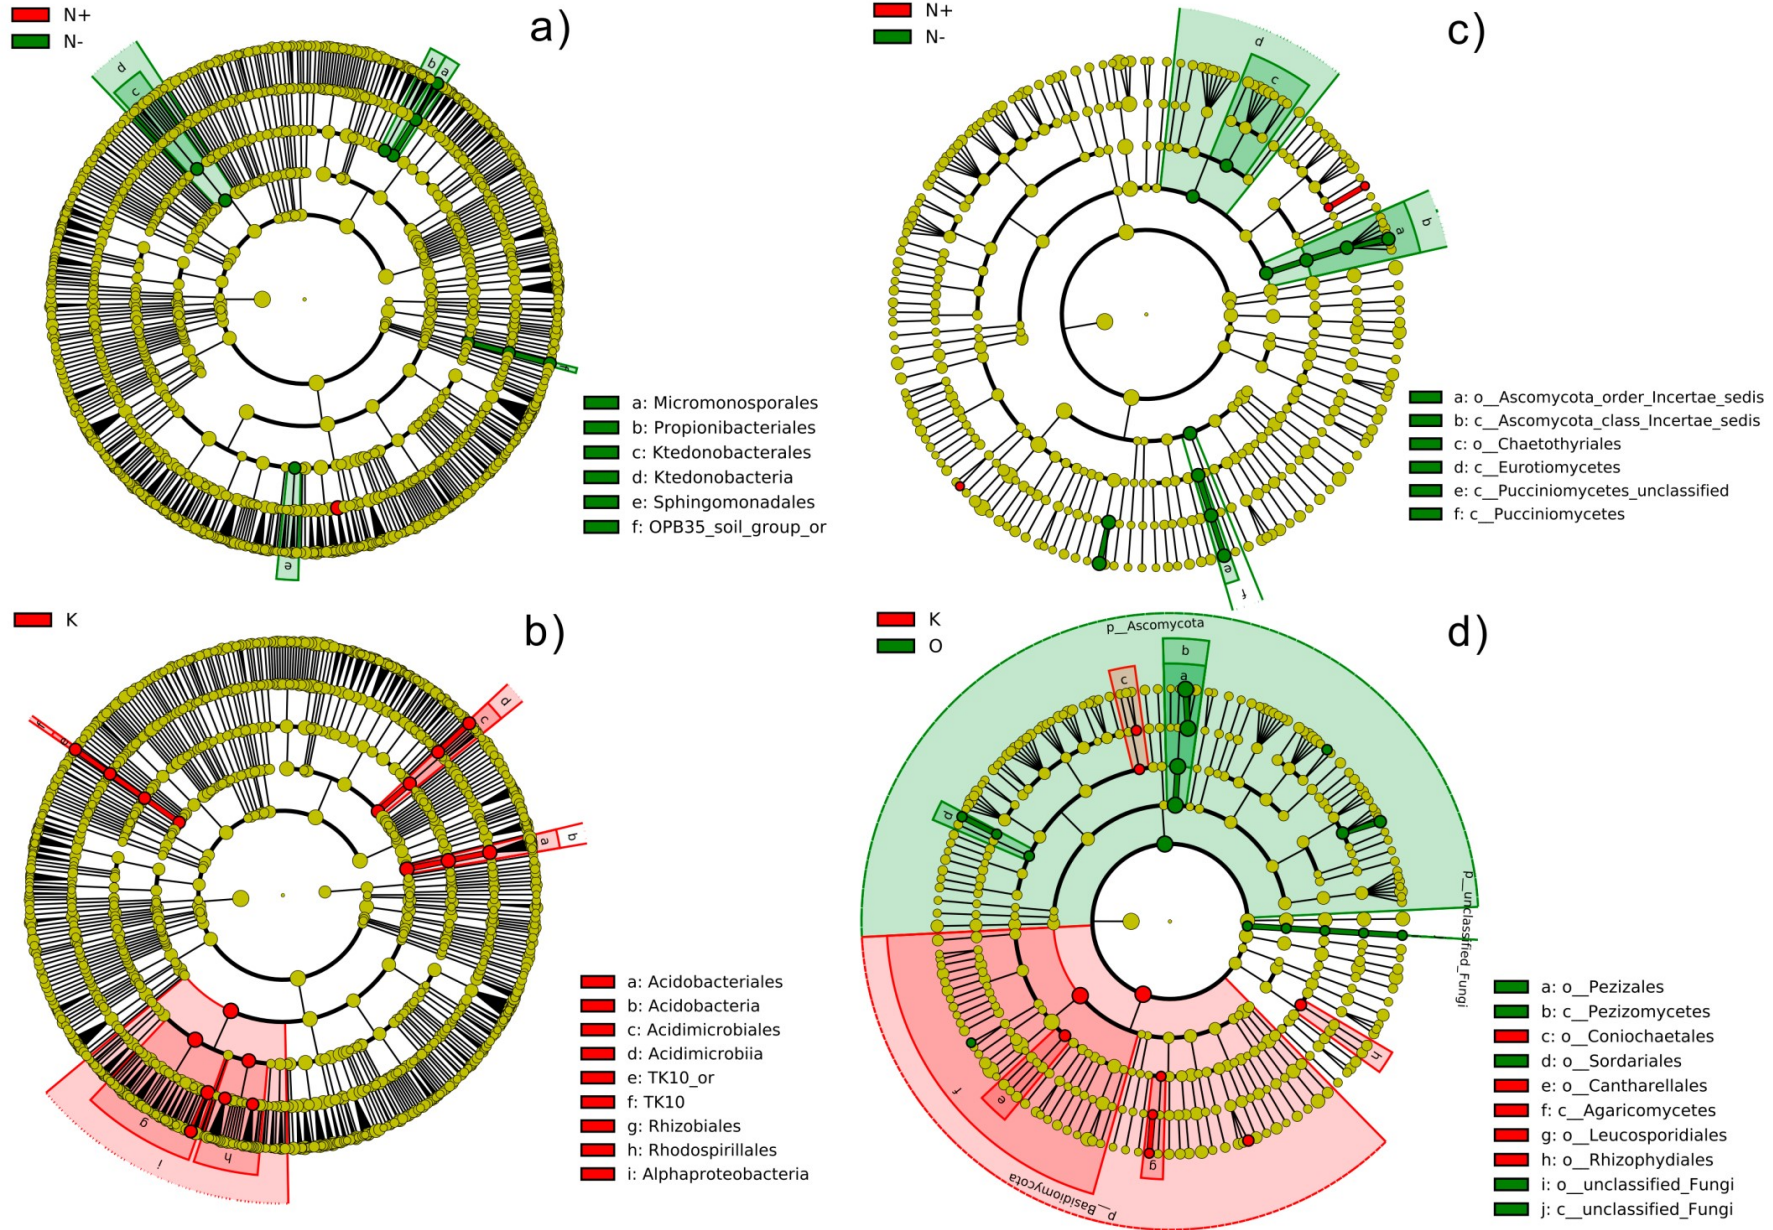 N+
N-
a)
d
c
b
a
e
a: Micromonosporales
b: Propionibacteriales
c: Ktedonobacterales
d: Ktedonobacteria
e: Sphingomonadales
f: OPB35_soil_group_or
N+
N-
c)
d
c
a
b
e
f
a: o__Ascomycota_order_Incertae_sedis
b: c__Ascomycota_class_Incertae_sedis
c: o__Chaetothyriales
d: c__Eurotiomycetes
e: c__Pucciniomycetes_unclassified
f: c__Pucciniomycetes
K
b)
d
c
a
b
g
h
i
a: Acidobacteriales
b: Acidobacteria
c: Acidimicrobiales
d: Acidimicrobiia
e: TK10_or
f: TK10
g: Rhizobiales
h: Rhodospirillales
i: Alphaproteobacteria
K
O
d)
p__Ascomycota
b
a
c
d
p__unclassified_Fungi
h
f
e
g
p__Basidiomycota
a: o__Pezizales
b: c__Pezizomycetes
c: o__Coniochaetales
d: o__Sordariales
e: o__Cantharellales
f: c__Agaricomycetes
g: o__Leucosporidiales
h: o__Rhizophydiales
i: o__unclassified_Fungi
j: c__unclassified_Fungi